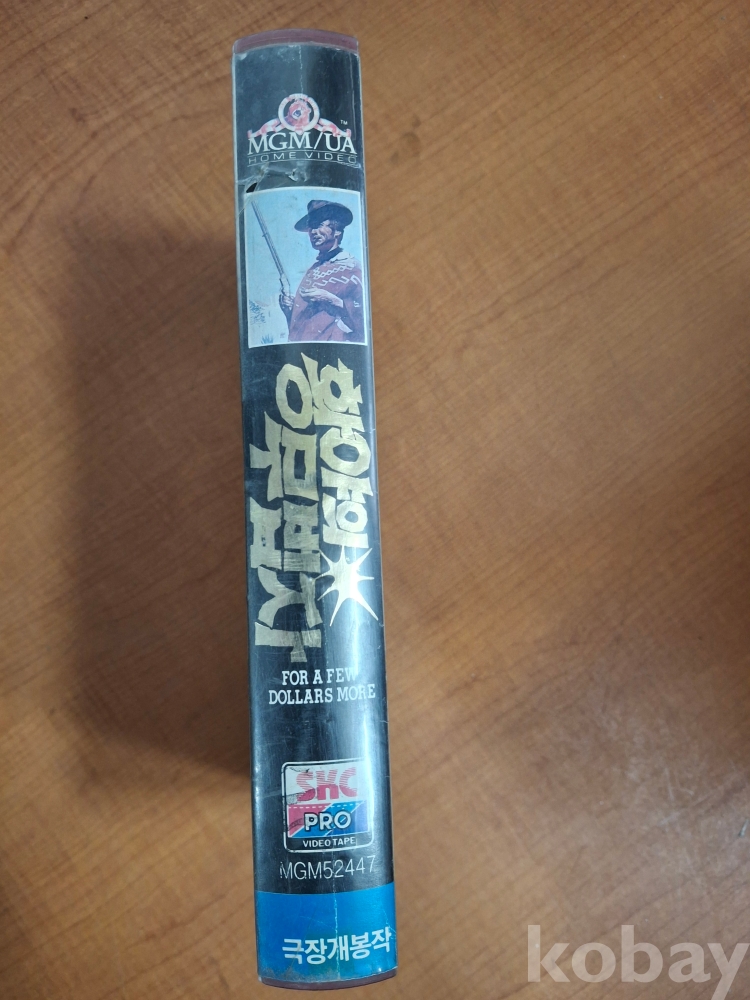 MGM/UA
TM
HOME VIDEO
황야의
무법자
FOR A FEW
DOLLARS MORE
SKC
PRO
VIDEO TAPE
MGM52447
극장개봉작
kobay